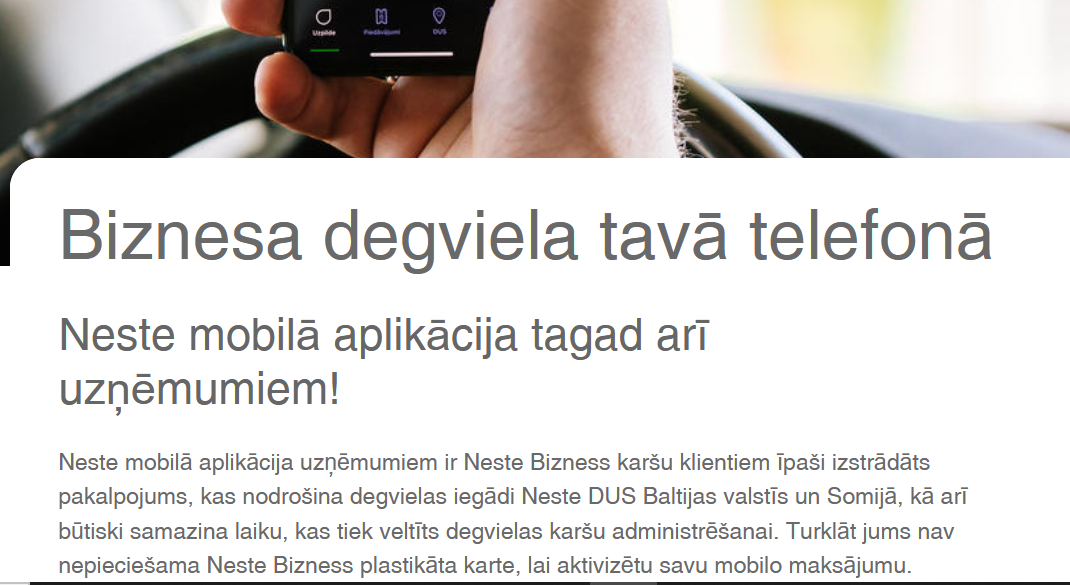 Uzpilde Piedāvājumi DUS
Biznesa degviela tavā telefonā
Neste mobilā aplikācija tagad arī
uzņēmumiem!
Neste mobilā aplikācija uzņēmumiem ir Neste Bizness karšu klientiem īpaši izstrādāts
pakalpojums, kas nodrošina degvielas iegādi Neste DUS Baltijas valstīs un Somijā, kā arī
būtiski samazina laiku, kas tiek veltīts degvielas karšu administrēšanai. Turklāt jums nav
nepieciešama Neste Bizness plastikāta karte, lai aktivizētu savu mobilo maksājumu.